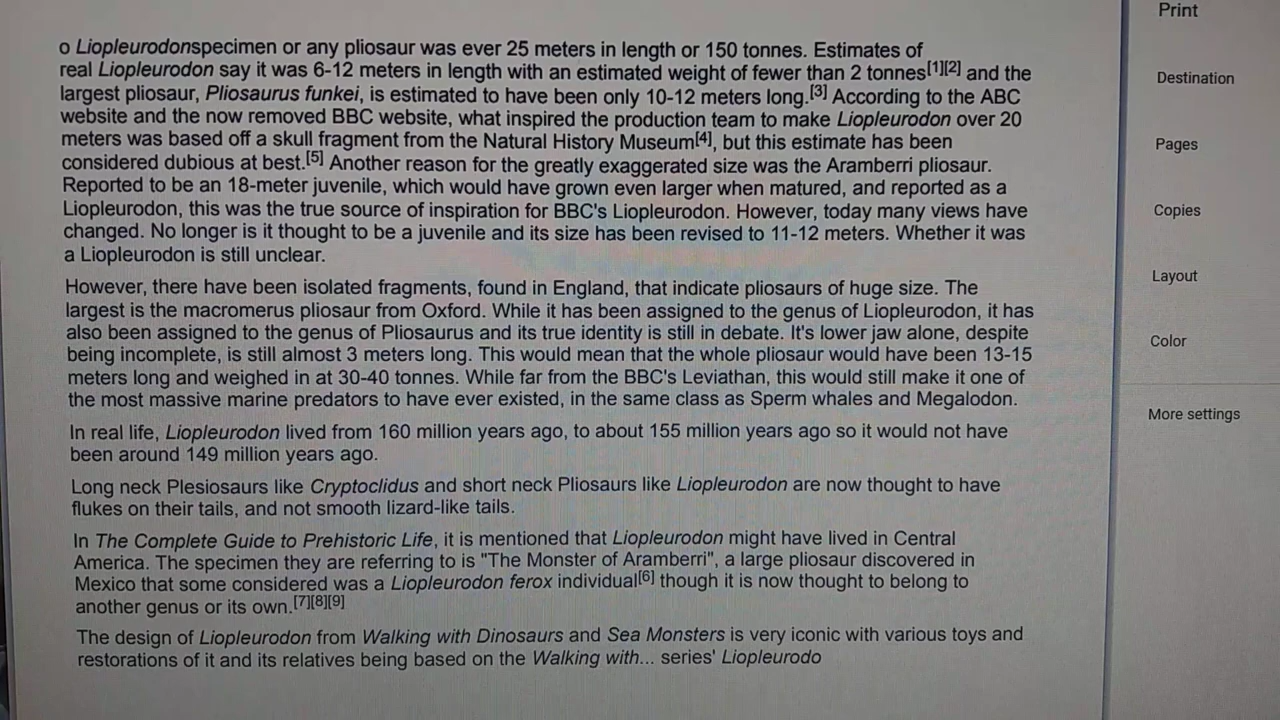 o Liopleurodonspecimen or any pliosaur was ever 25 meters in length or 150 tonnes. Estimates of
real Liopleurodon say it was 6-12 meters in length with an estimated weight of fewer than 2 tonnes[1][2] and the
largest pliosaur, Pliosaurus funkei, is estimated to have been only 10-12 meters long.[3] According to the ABC
website and the now removed BBC website, what inspired the production team to make Liopleurodon over 20
meters was based off a skull fragment from the Natural History Museum[4], but this estimate has been
considered dubious at best.[5] Another reason for the greatly exaggerated size was the Aramberri pliosaur.
Reported to be an 18-meter juvenile, which would have grown even larger when matured, and reported as a
Liopleurodon, this was the true source of inspiration for BBC's Liopleurodon. However, today many views have
changed. No longer is it thought to be a juvenile and its size has been revised to 11-12 meters. Whether it was
a Liopleurodon is still unclear.
However, there have been isolated fragments, found in England, that indicate pliosaurs of huge size. The
largest is the macromerus pliosaur from Oxford. While it has been assigned to the genus of Liopleurodon, it has
also been assigned to the genus of Pliosaurus and its true identity is still in debate. It's lower jaw alone, despite
being incomplete, is still almost 3 meters long. This would mean that the whole pliosaur would have been 13-15
meters long and weighed in at 30-40 tonnes. While far from the BBC's Leviathan, this would still make it one of
the most massive marine predators to have ever existed, in the same class as Sperm whales and Megalodon.
In real life, Liopleurodon lived from 160 million years ago, to about 155 million years ago so it would not have
been around 149 million years ago.
Long neck Plesiosaurs like Cryptoclidus and short neck Pliosaurs like Liopleurodon are now thought to have
flukes on their tails, and not smooth lizard-like tails.
In The Complete Guide to Prehistoric Life, it is mentioned that Liopleurodon might have lived in Central
America. The specimen they are referring to is "The Monster of Aramberri", a large pliosaur discovered in
Mexico that some considered was a Liopleurodon ferox individual[6] though it is now thought to belong to
another genus or its own.[7][8][9]
The design of Liopleurodon from Walking with Dinosaurs and Sea Monsters is very iconic with various toys and
restorations of it and its relatives being based on the Walking with... series' Liopleurodo
Print
Destination
Pages
Copies
Layout
Color
More settings